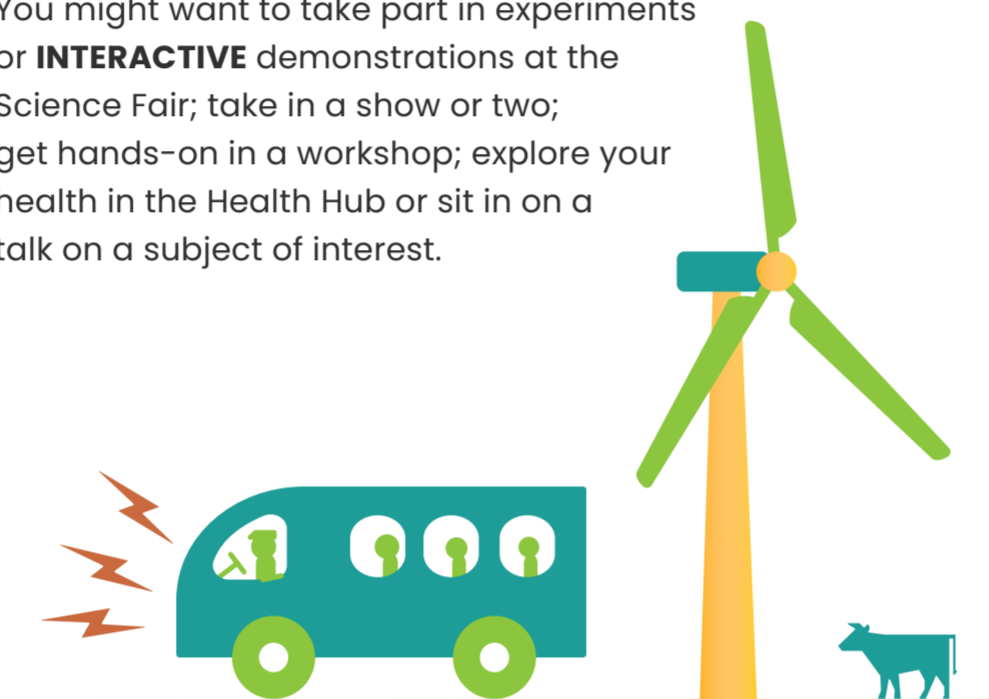 You might want to take part in experiments
or INTERACTIVE demonstrations at the
Science Fair; take in a show or two;
get hands-on in a workshop; explore your
health in the Health Hub or sit in on a
talk on a subject of interest.